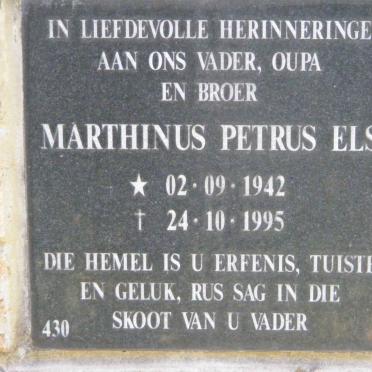 IN LIEFDEVOLLE HERINNERINGE
AAN ONS VADER, OUPA
EN BROER
MARTHINUS PETRUS ELS
★ 02·09·1942
† 24·10·1995
DIE HEMEL IS U ERFENIS, TUISTE
EN GELUK, RUS SAG IN DIE
SKOOT VAN U VADER
430